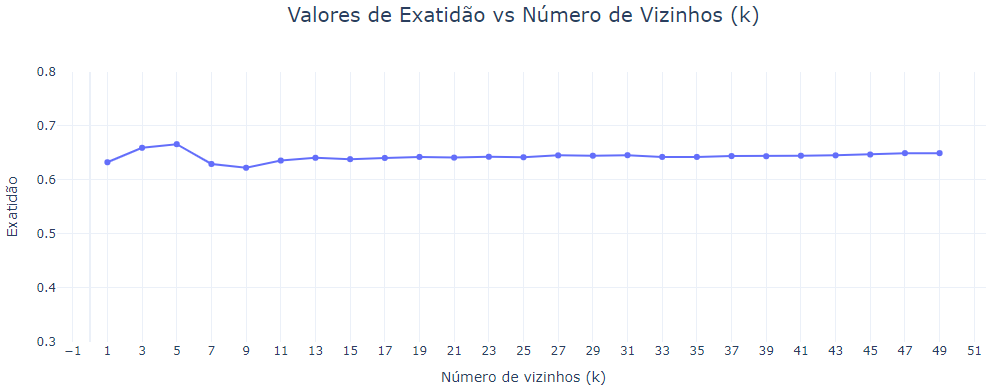 Valores de Exatidão vs Número de Vizinhos (k)
0.8
0.7
0.6
0.5
0.4
0.3
Exatidão
−1 1 3 5 7 9 11 13 15 17 19 21 23 25 27 29 31 33 35 37 39 41 43 45 47 49 51
Número de vizinhos (k)